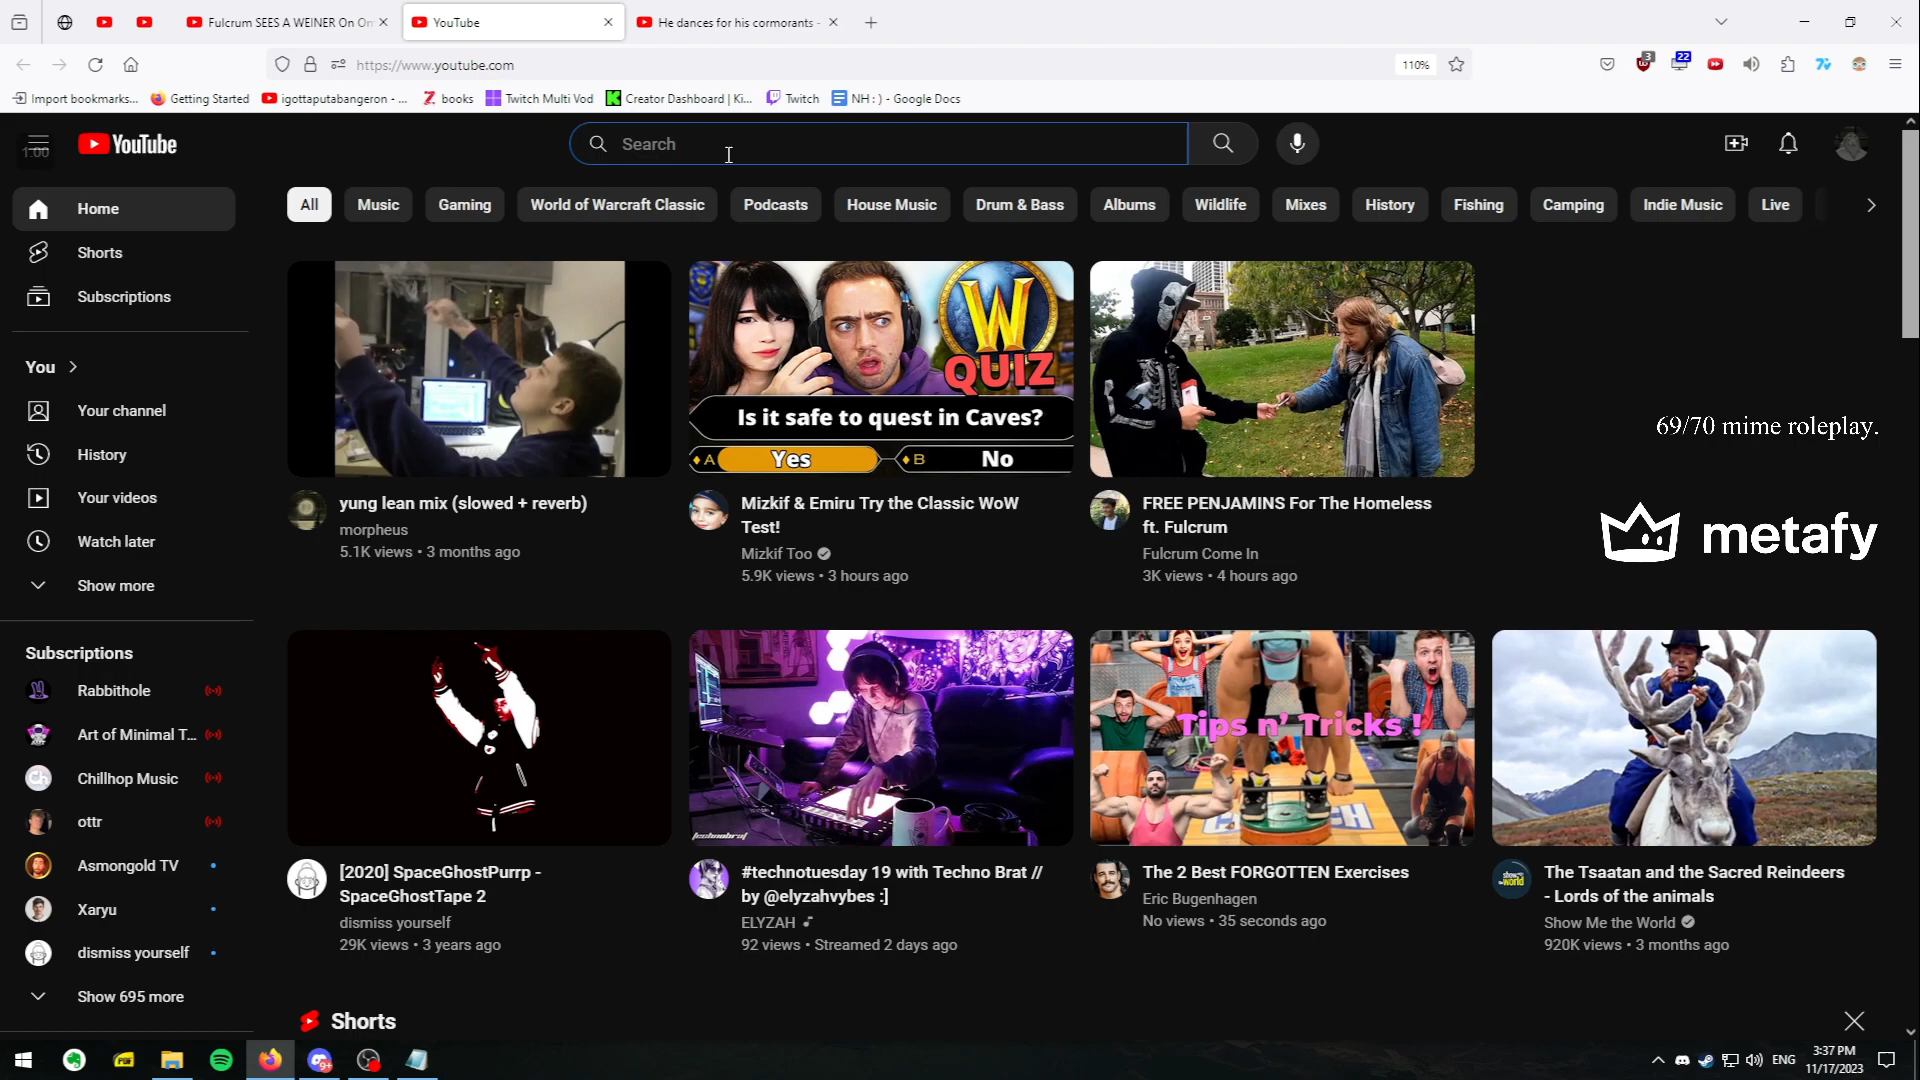 Fulcrum SEES A WEINER On Om
YouTube
He dances for his cormorants -
https://www.youtube.com
110%
3
22
Import bookmarks...
Getting Started
igottaputabangeron - ...
books
Twitch Multi Vod
Creator Dashboard | Ki...
Twitch
NH : ) - Google Docs
1:00
YouTube
Search
Home
Shorts
Subscriptions
You
Your channel
History
Your videos
Watch later
Show more
Subscriptions
Rabbithole
Art of Minimal T...
Chillhop Music
ottr
Asmongold TV
Xaryu
dismiss yourself
Show 695 more
All
Music
Gaming
World of Warcraft Classic
Podcasts
House Music
Drum & Bass
Albums
Wildlife
Mixes
History
Fishing
Camping
Indie Music
Live
yung lean mix (slowed + reverb)
morpheus
5.1K views • 3 months ago
W
QUIZ
Is it safe to quest in Caves?
A Yes
B No
Mizkif & Emiru Try the Classic WoW
Test!
Mizkif Too
5.9K views • 3 hours ago
FREE PENJAMINS For The Homeless
ft. Fulcrum
Fulcrum Come In
3K views • 4 hours ago
69/70 mime roleplay.
metafy
[2020] SpaceGhostPurrp -
SpaceGhostTape 2
dismiss yourself
29K views • 3 years ago
technobrat
#technotuesday 19 with Techno Brat //
by @elyzahvybes :]
ELYZAH
92 views • Streamed 2 days ago
Tips n' Tricks !
The 2 Best FORGOTTEN Exercises
Eric Bugenhagen
No views • 35 seconds ago
The Tsaatan and the Sacred Reindeers
- Lords of the animals
Show Me the World
920K views • 3 months ago
Shorts
PDF
9+
ENG
3:37 PM
11/17/2023